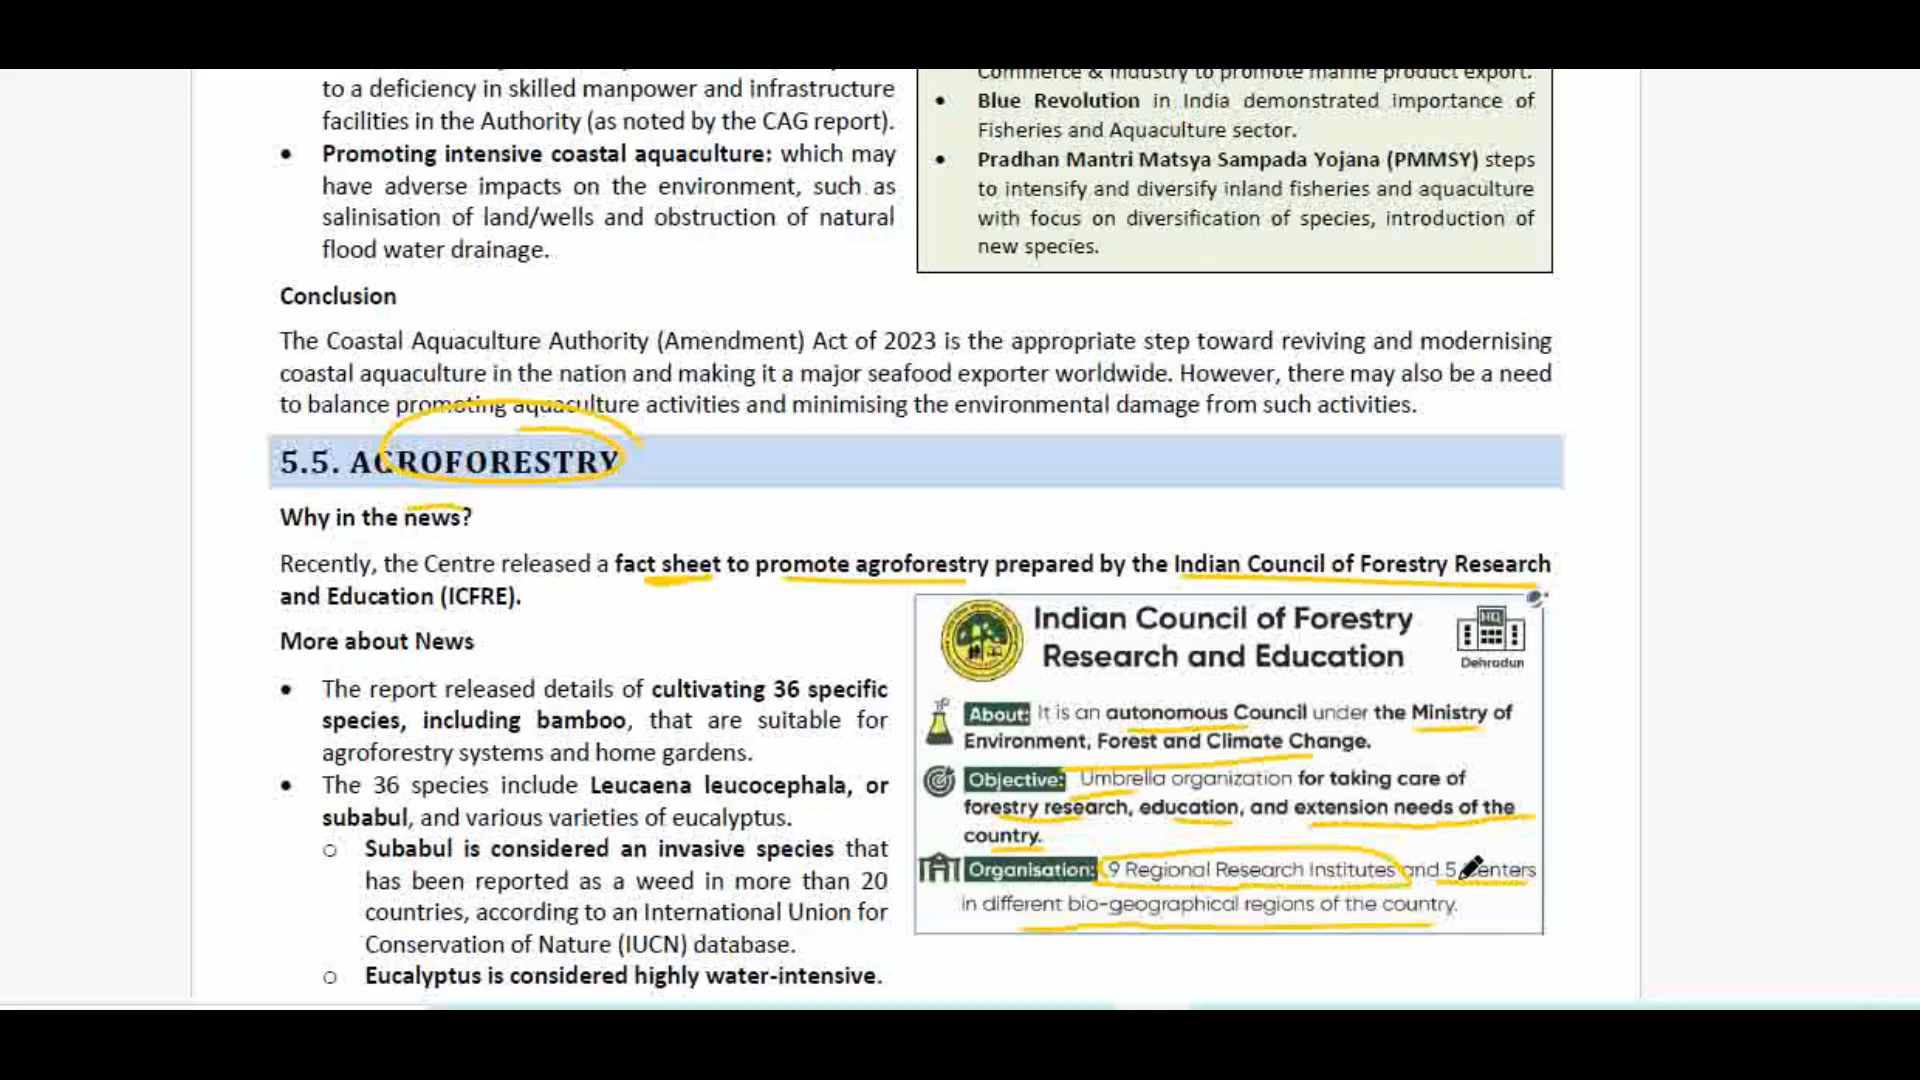 to a deficiency in skilled manpower and infrastructure
facilities in the Authority (as noted by the CAG report).
• Promoting intensive coastal aquaculture: which may
have adverse impacts on the environment, such as
salinisation of land/wells and obstruction of natural
flood water drainage.
Commerce & Industry to promote marine product export.
• Blue Revolution in India demonstrated importance of
Fisheries and Aquaculture sector.
• Pradhan Mantri Matsya Sampada Yojana (PMMSY) steps
to intensify and diversify inland fisheries and aquaculture
with focus on diversification of species, introduction of
new species.
Conclusion
The Coastal Aquaculture Authority (Amendment) Act of 2023 is the appropriate step toward reviving and modernising
coastal aquaculture in the nation and making it a major seafood exporter worldwide. However, there may also be a need
to balance promoting aquaculture activities and minimising the environmental damage from such activities.
5.5. AGROFORESTRY
Why in the news?
Recently, the Centre released a fact sheet to promote agroforestry prepared by the Indian Council of Forestry Research
and Education (ICFRE).
More about News
• The report released details of cultivating 36 specific
species, including bamboo, that are suitable for
agroforestry systems and home gardens.
• The 36 species include Leucaena leucocephala, or
subabul, and various varieties of eucalyptus.
○ Subabul is considered an invasive species that
has been reported as a weed in more than 20
countries, according to an International Union for
Conservation of Nature (IUCN) database.
○ Eucalyptus is considered highly water-intensive.
Indian Council of Forestry
Research and Education
HQ
Dehradun
About: It is an autonomous Council under the Ministry of
Environment, Forest and Climate Change.
Objective: Umbrella organization for taking care of
forestry research, education, and extension needs of the
country.
Organisation: 9 Regional Research Institutes and 5 Centers
in different bio-geographical regions of the country.